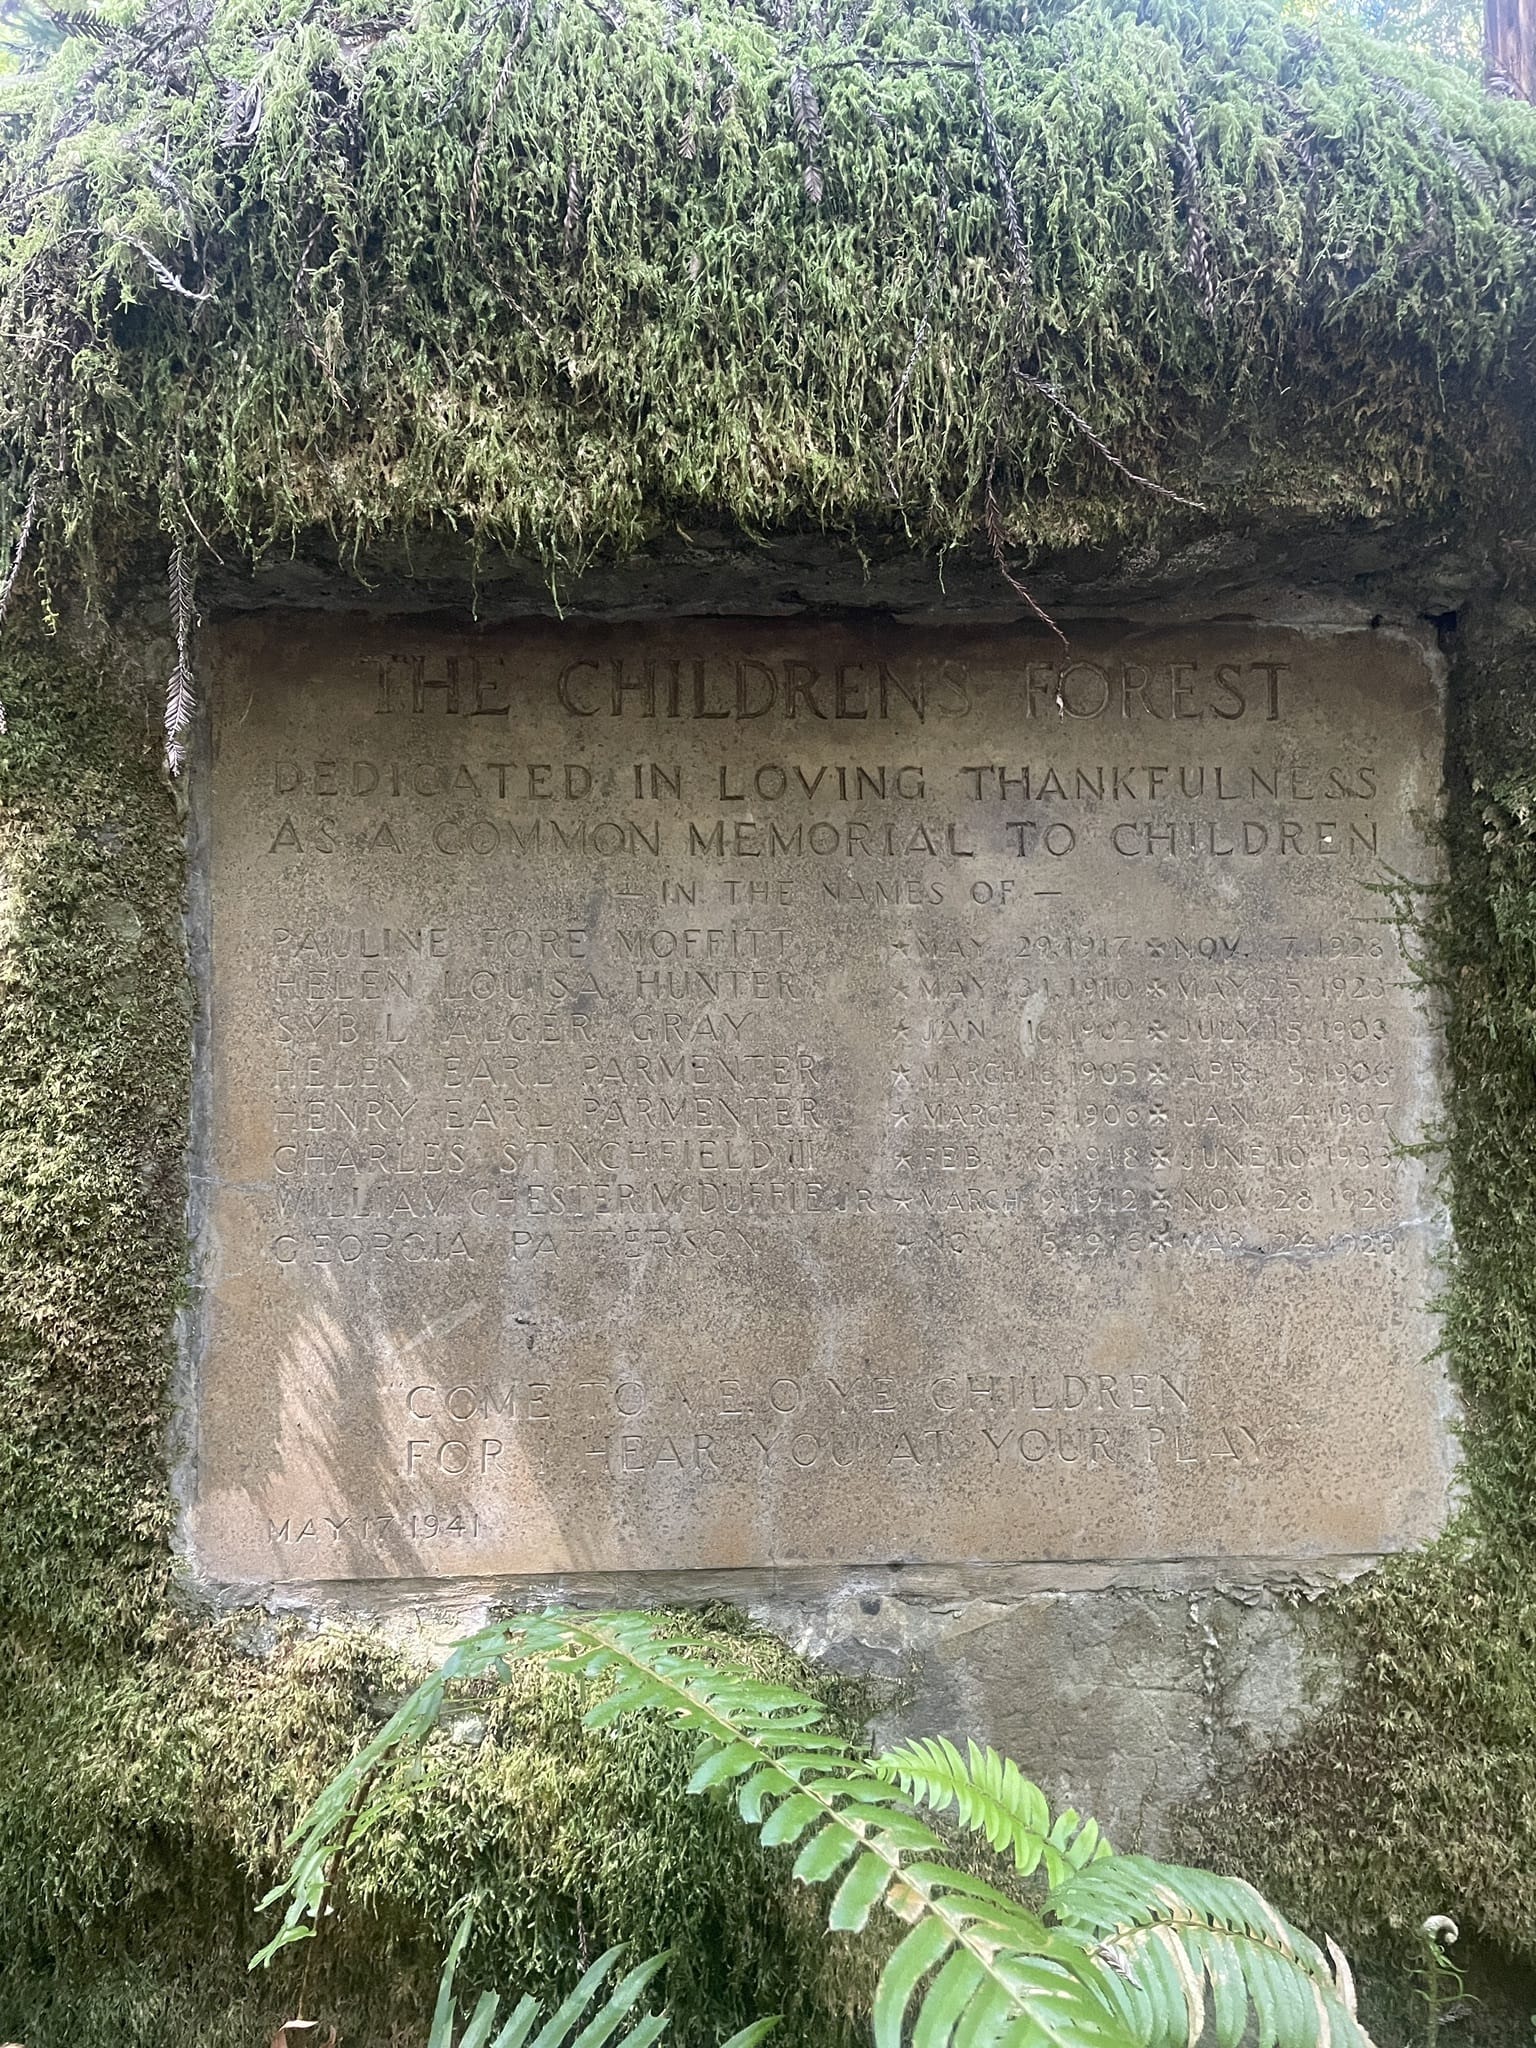 THE CHILDRENS FOREST
DEDICATED IN LOVING THANKFULNESS
AS A COMMON MEMORIAL TO CHILDREN
— IN THE NAMES OF —
PAULINE FORE MOFFITT ★ MAY 29.1917 ✠ NOV. 7.1926
HELEN LOUISA HUNTER ★ MAY 31.1910 ✠ MAY 25.1923
SYBIL ALGER GRAY ★ JAN 16.1902 ✠ JULY 15.1903
HELEN EARL PARMENTER ★ MARCH 16.1905 ✠ APR. 5.1906
HENRY EARL PARMENTER ★ MARCH 5.1906 ✠ JAN 4.1907
CHARLES STINCHFIELD III ★ FEB. ✠ JUNE 10.1933
WILLIAM CHESTER McDUFFIE JR ★ MARCH 9.1912 ✠ NOV. 28.1928
GEORGIA PATTERSON ★ NOV. ✠ MAR. 24.1928
"COME TO ME, O YE CHILDREN!
FOR I HEAR YOU AT YOUR PLAY"
MAY 17 1941